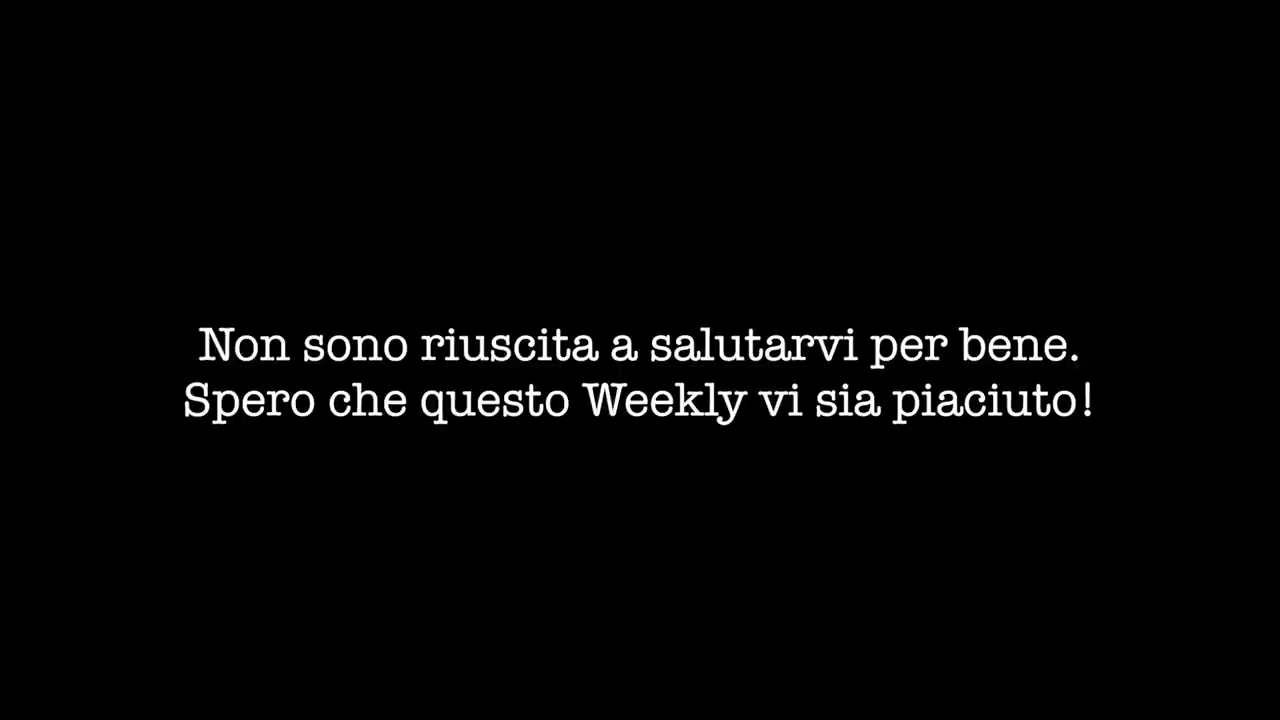 Non sono riuscita a salutarvi per bene.
Spero che questo Weekly vi sia piaciuto!